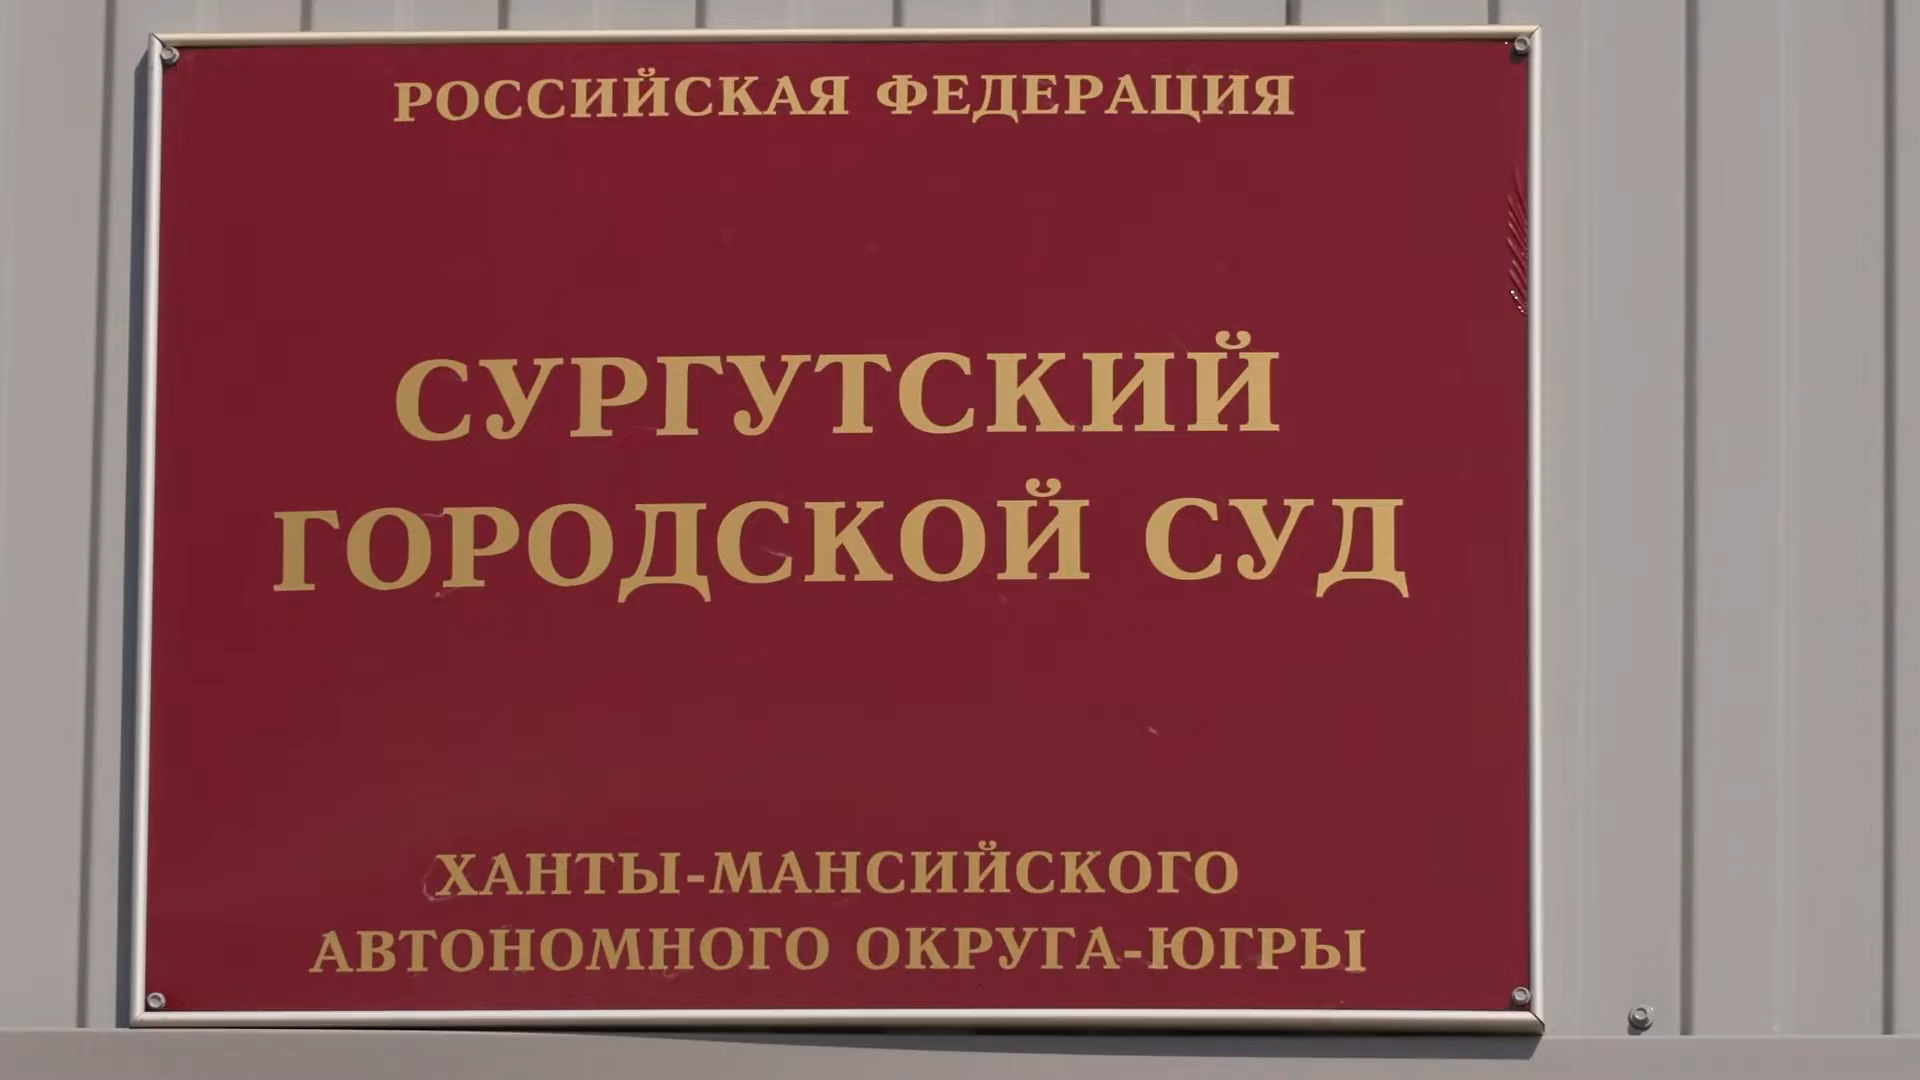 РОССИЙСКАЯ ФЕДЕРАЦИЯ
СУРГУТСКИЙ
ГОРОДСКОЙ СУД
ХАНТЫ-МАНСИЙСКОГО
АВТОНОМНОГО ОКРУГА-ЮГРЫ